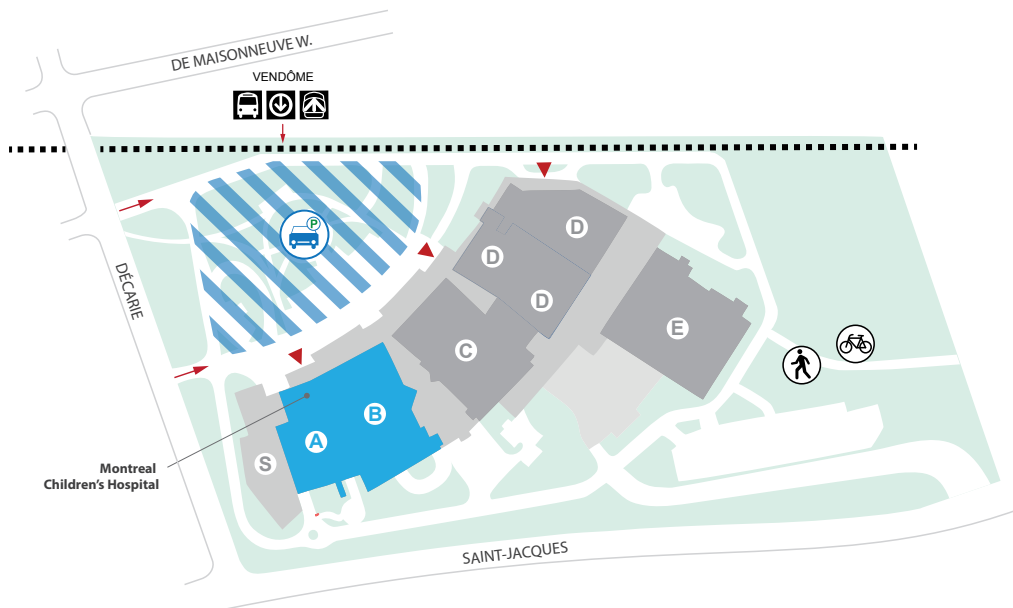 DE MAISONNEUVE W.
VENDÔME
P
DÉCARIE
D
D
D
E
C
B
A
S
Montreal
Children's Hospital
SAINT-JACQUES